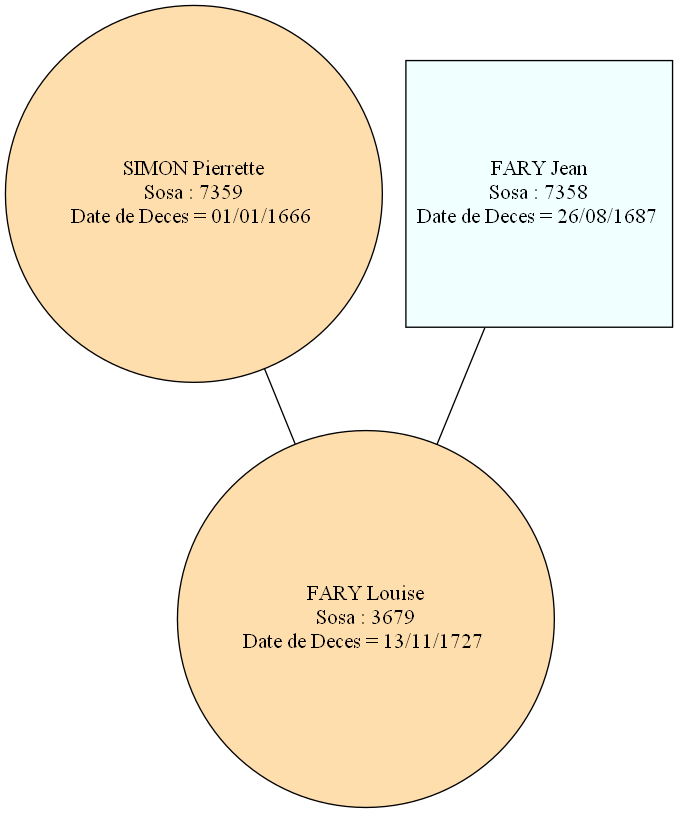 SIMON Pierrette
Sosa : 7359
Date de Deces = 01/01/1666
FARY Jean
Sosa : 7358
Date de Deces = 26/08/1687
FARY Louise
Sosa : 3679
Date de Deces = 13/11/1727